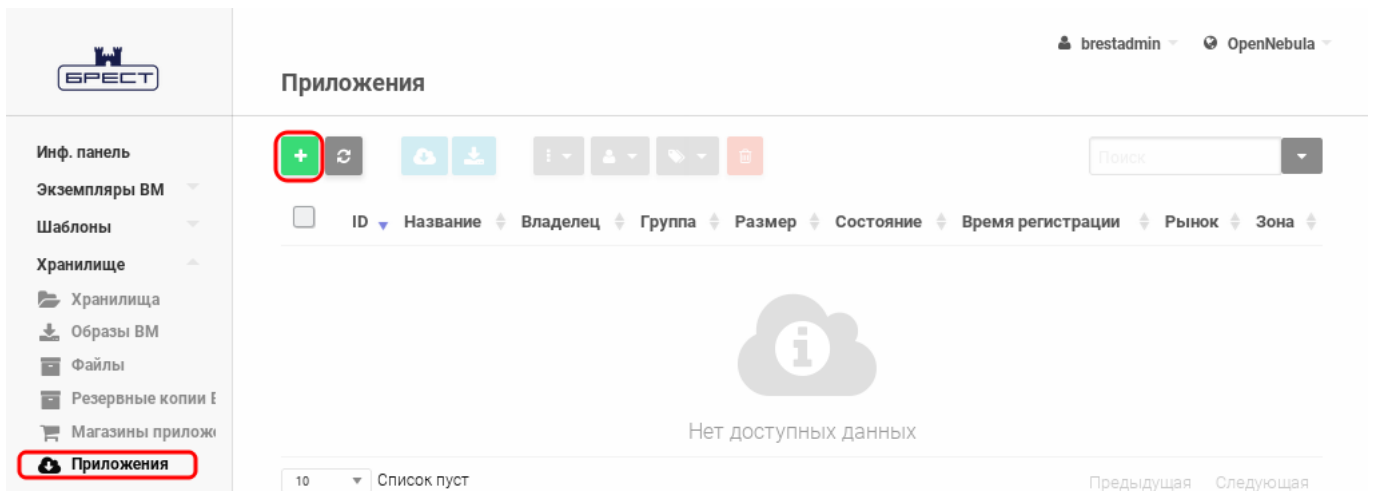 БРЕСТ
brestadmin
OpenNebula
Приложения
Инф. панель
Экземпляры ВМ
Шаблоны
Хранилище
Хранилища
Образы ВМ
Файлы
Резервные копии
Магазины прилож
Приложения
Поиск
ID Название Владелец Группа Размер Состояние Время регистрации Рынок Зона
Нет доступных данных
10 Список пуст
Предыдущая Следующая